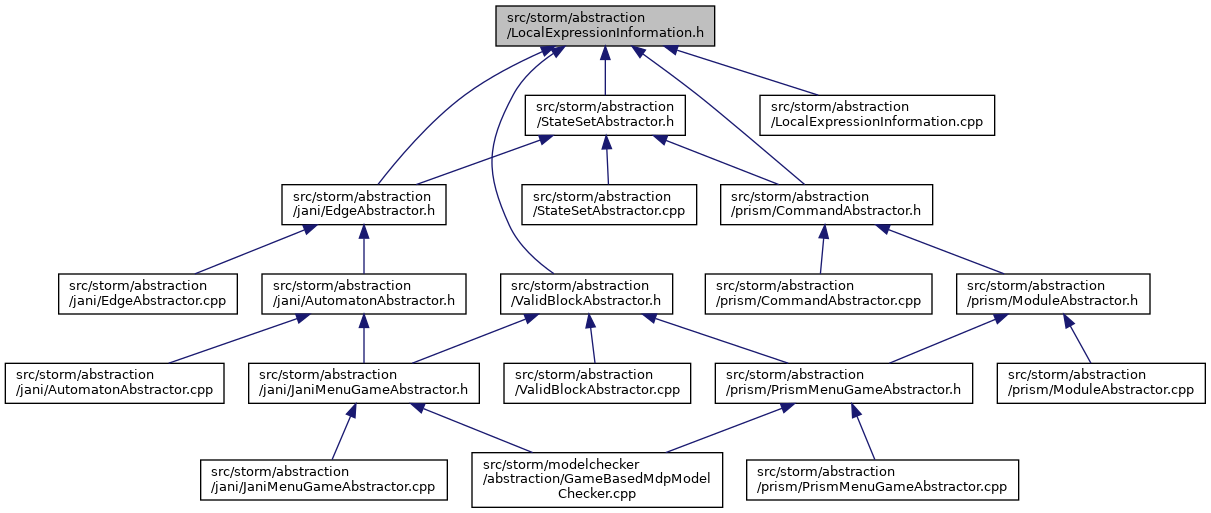 src/storm/abstraction
/LocalExpressionInformation.h
src/storm/abstraction
/StateSetAbstractor.h
src/storm/abstraction
/LocalExpressionInformation.cpp
src/storm/abstraction
/jani/EdgeAbstractor.h
src/storm/abstraction
/StateSetAbstractor.cpp
src/storm/abstraction
/prism/CommandAbstractor.h
src/storm/abstraction
/jani/EdgeAbstractor.cpp
src/storm/abstraction
/jani/AutomatonAbstractor.h
src/storm/abstraction
/ValidBlockAbstractor.h
src/storm/abstraction
/prism/CommandAbstractor.cpp
src/storm/abstraction
/prism/ModuleAbstractor.h
src/storm/abstraction
/jani/AutomatonAbstractor.cpp
src/storm/abstraction
/jani/JaniMenuGameAbstractor.h
src/storm/abstraction
/ValidBlockAbstractor.cpp
src/storm/abstraction
/prism/PrismMenuGameAbstractor.h
src/storm/abstraction
/prism/ModuleAbstractor.cpp
src/storm/abstraction
/jani/JaniMenuGameAbstractor.cpp
src/storm/modelchecker
/abstraction/GameBasedMdpModel
Checker.cpp
src/storm/abstraction
/prism/PrismMenuGameAbstractor.cpp